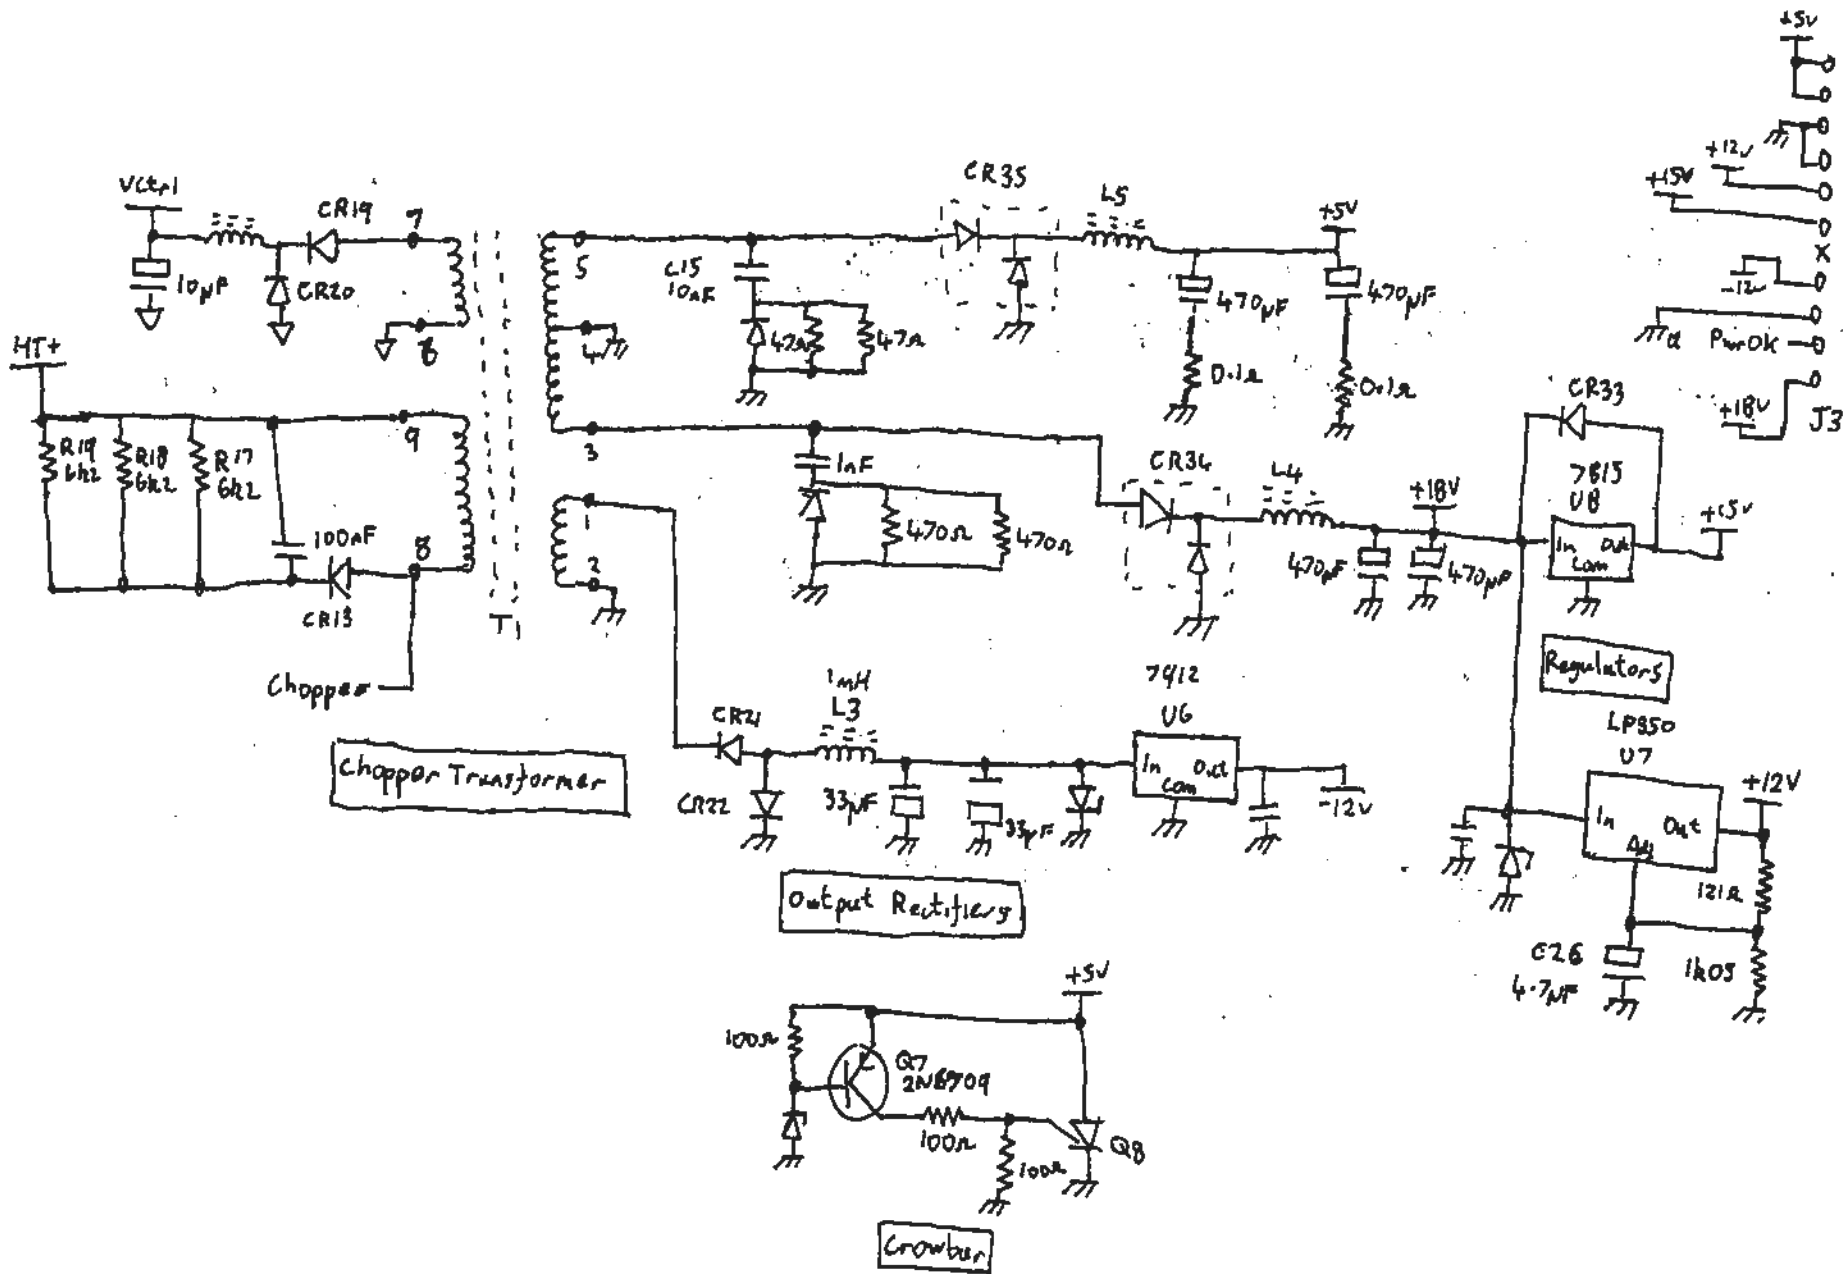 +5V
+12V
+15V
x
-12V
PwrOK
+18V
J3
Vctrl
CR19
7
10µF
CR20
6
HT+
R19
6k2
R18
6k2
R17
6k2
9
100nF
CR13
8
T1
Chopper
Chopper Transformer
5
C15
10nF
47Ω
47Ω
4
CR35
L5
+5V
470µF
470µF
0.1Ω
0.1Ω
3
1nF
470Ω
470Ω
1
2
CR34
L4
+18V
470µF
470µF
CR33
7815
U8
In
Out
Com
+15V
Regulators
CR21
1mH
L3
CR22
33µF
33µF
7912
U6
In
Out
Com
-12V
Output Rectifiers
LP950
U7
In
Out
Adj
+12V
121Ω
1k05
C26
4.7µF
+5V
100Ω
Q7
100Ω
100Ω
Q8
Crowbar